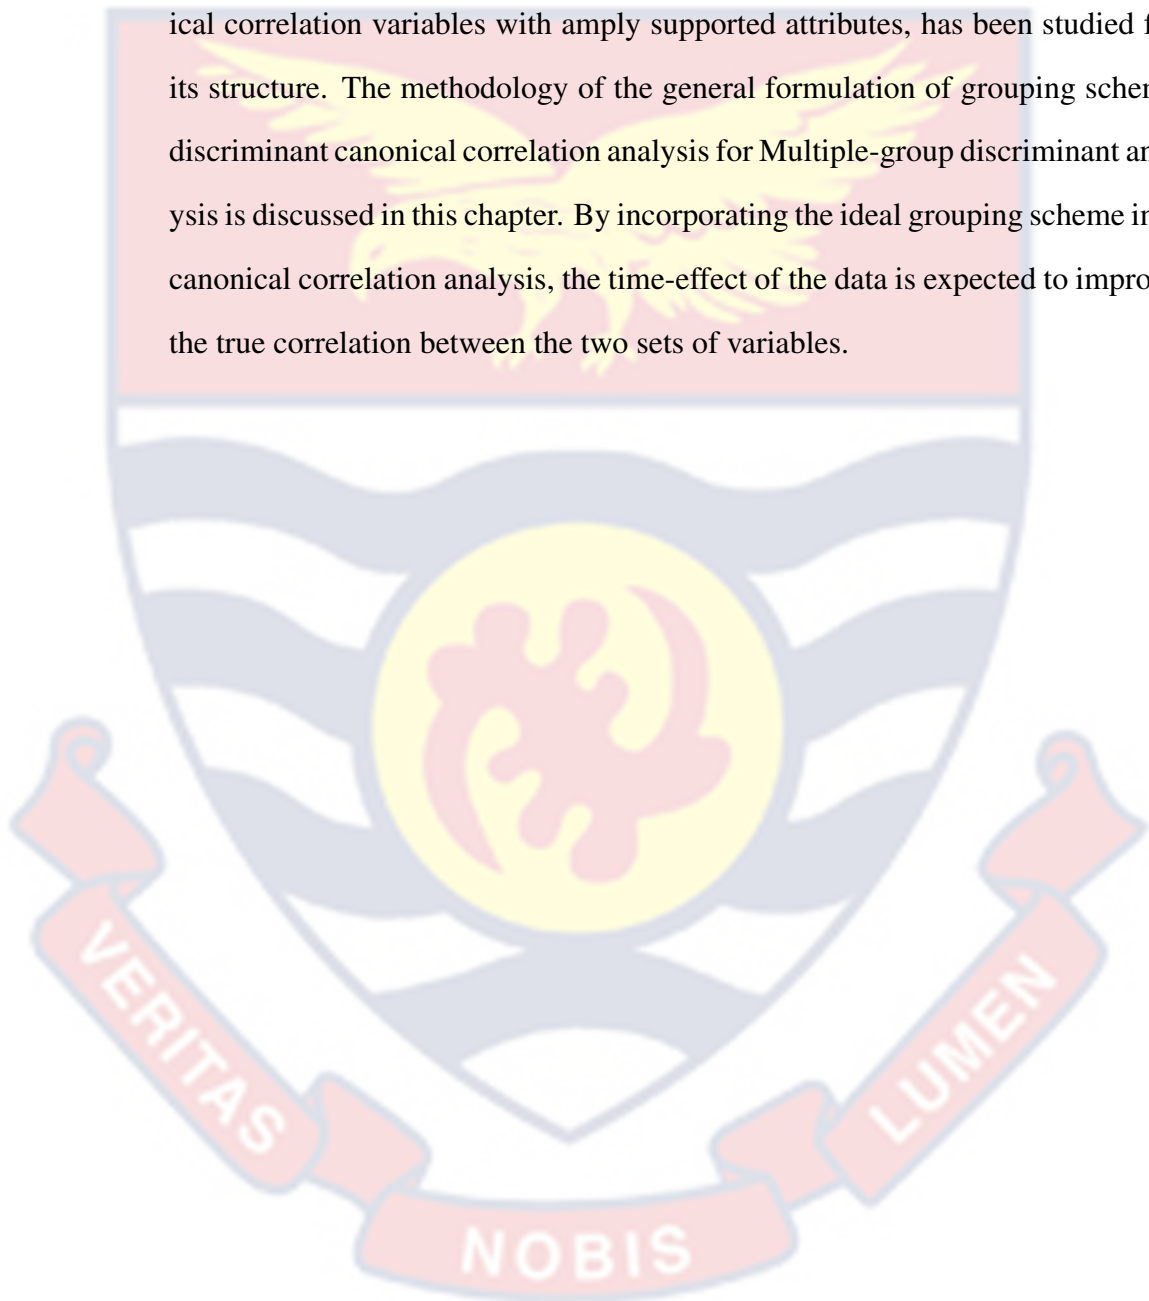 ical correlation variables with amply supported attributes, has been studied f
its structure. The methodology of the general formulation of grouping schem
discriminant canonical correlation analysis for Multiple-group discriminant an
ysis is discussed in this chapter. By incorporating the ideal grouping scheme in
canonical correlation analysis, the time-effect of the data is expected to impro
the true correlation between the two sets of variables.
VERITAS
NOBIS
LUMEN